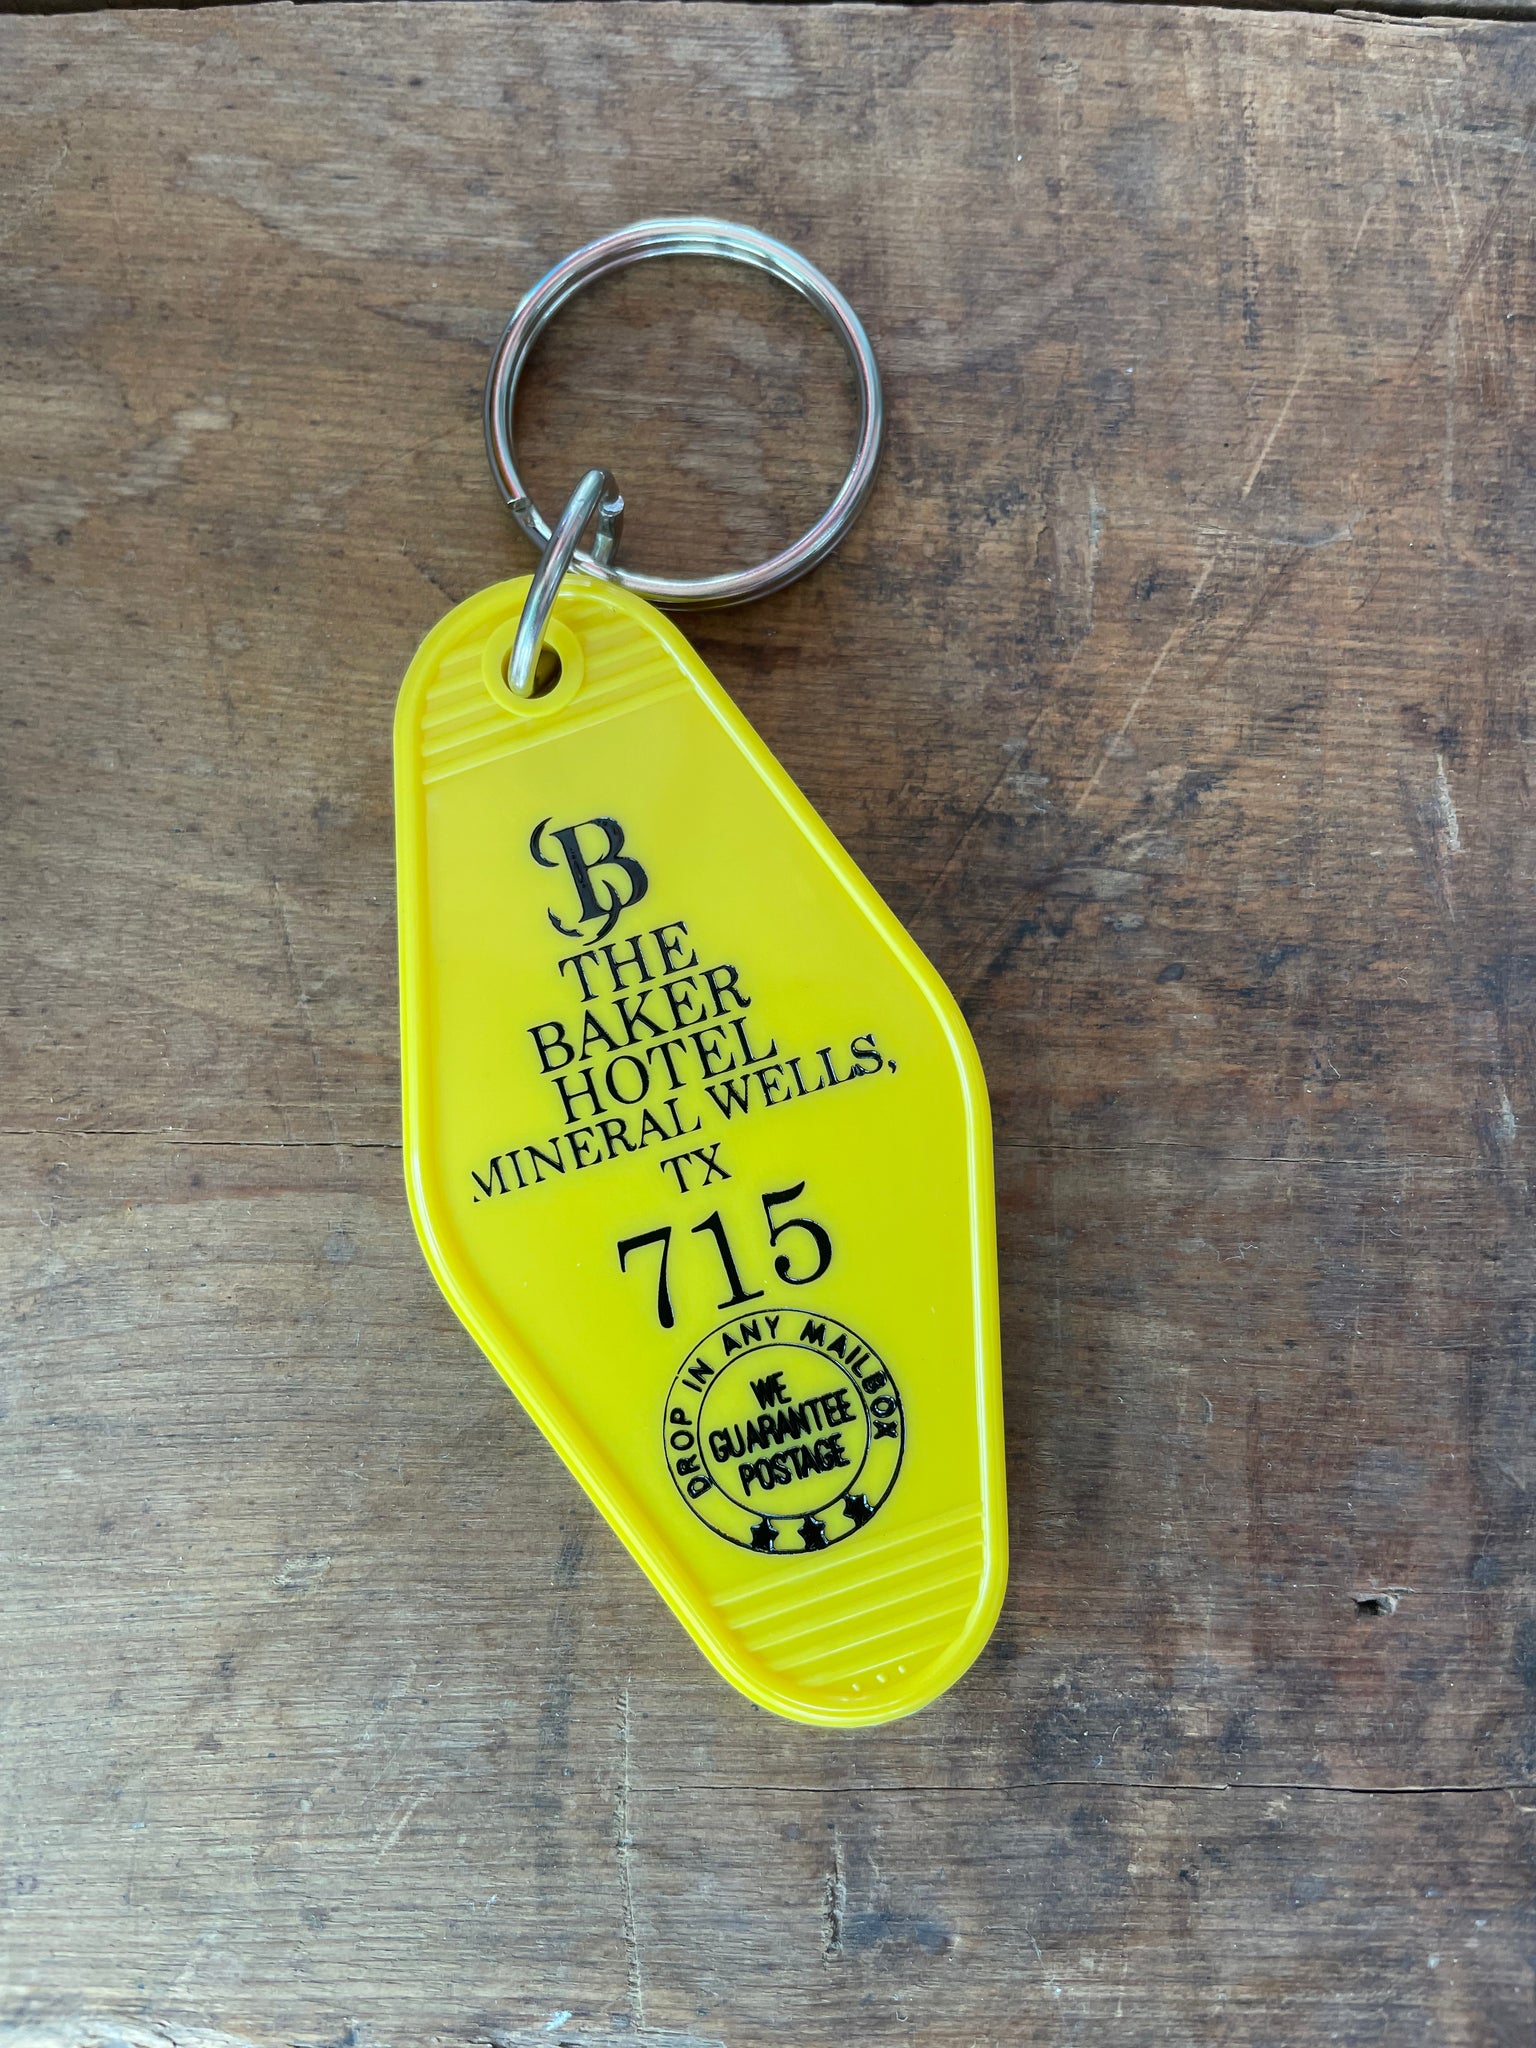 B
THE
BAKER
HOTEL
MINERAL WELLS,
TX
715
DROP IN ANY MAILBOX
WE
GUARANTEE
POSTAGE